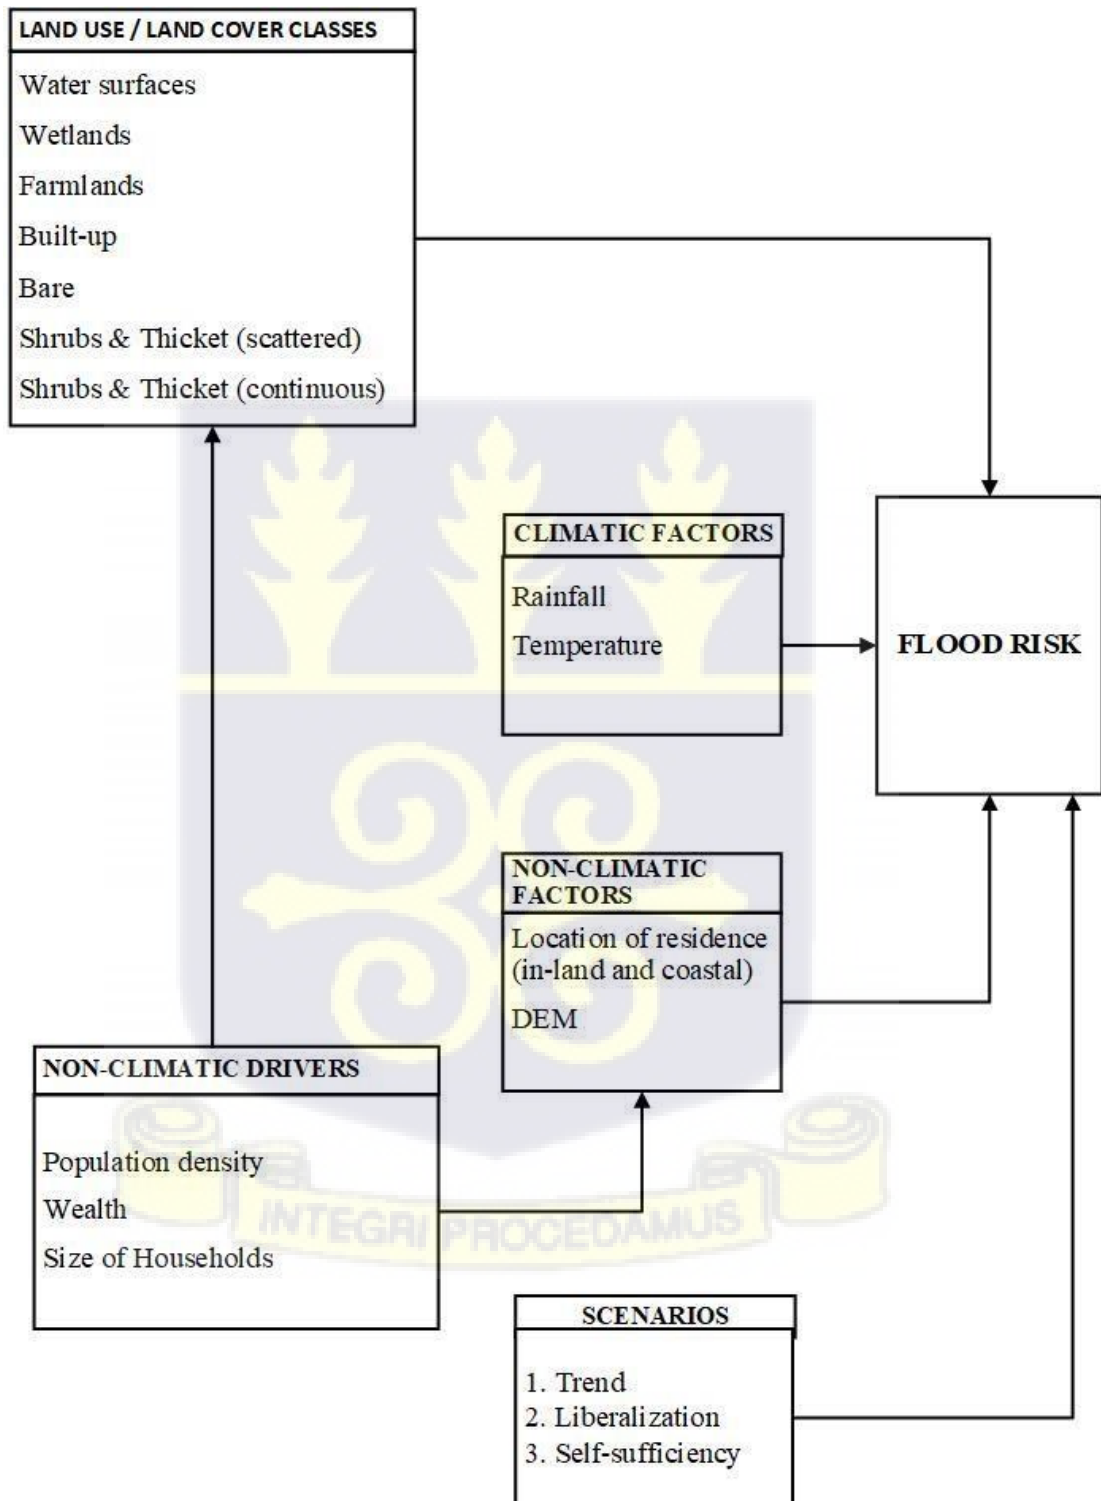 LAND USE / LAND COVER CLASSES
Water surfaces
Wetlands
Farmlands
Built-up
Bare
Shrubs & Thicket (scattered)
Shrubs & Thicket (continuous)
CLIMATIC FACTORS
Rainfall
Temperature
FLOOD RISK
NON-CLIMATIC
FACTORS
Location of residence
(in-land and coastal)
DEM
NON-CLIMATIC DRIVERS
Population density
Wealth
Size of Households
INTEGRI PROCEDAMUS
SCENARIOS
1. Trend
2. Liberalization
3. Self-sufficiency